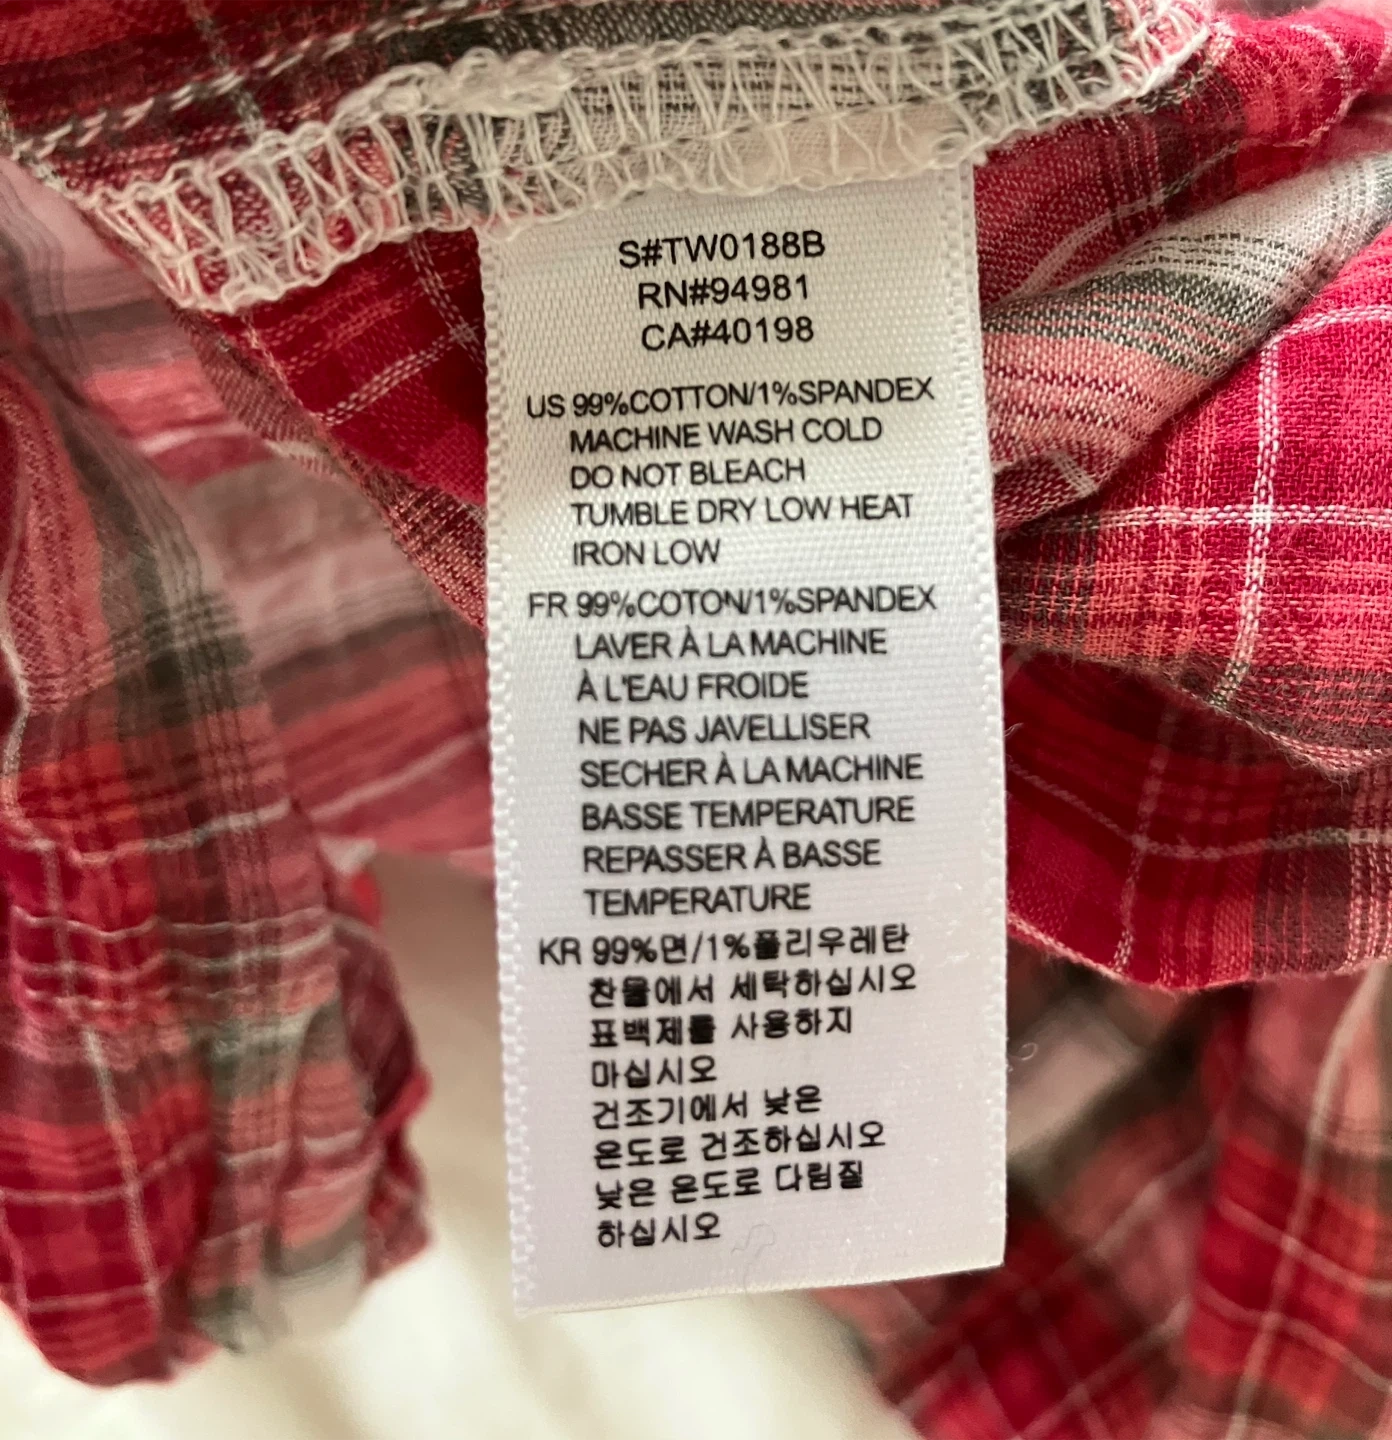 S#TW0188B
RN#94981
CA#40198
US 99%COTTON/1%SPANDEX
MACHINE WASH COLD
DO NOT BLEACH
TUMBLE DRY LOW HEAT
IRON LOW
FR 99%COTON/1%SPANDEX
LAVER À LA MACHINE
À L'EAU FROIDE
NE PAS JAVELLISER
SECHER À LA MACHINE
BASSE TEMPERATURE
REPASSER À BASSE
TEMPERATURE
KR 99%면/1%폴리우레탄
찬물에서 세탁하십시오
표백제를 사용하지
마십시오
건조기에서 낮은
온도로 건조하십시오
낮은 온도로 다림질
하십시오